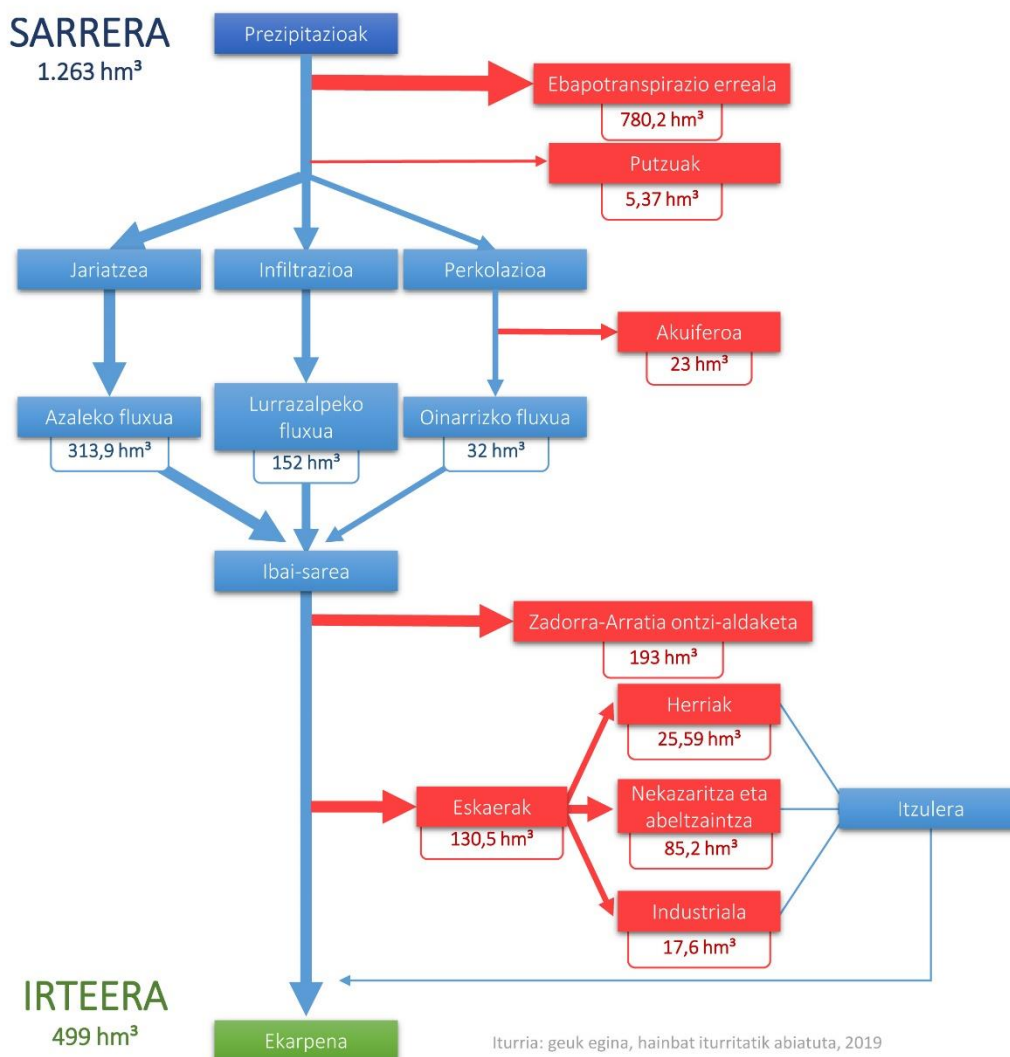 SARRERA
1.263 hm³
Prezipitazioak
Ebapotranspirazio erreala
780,2 hm³
Putzuak
5,37 hm³
Jariatzea
Infiltrazioa
Perkolazioa
Akuiferoa
23 hm³
Azaleko fluxua
313,9 hm³
Lurrazalpeko
fluxua
152 hm³
Oinarrizko fluxua
32 hm³
Ibai-sarea
Zadorra-Arratia ontzi-aldaketa
193 hm³
Herriak
25,59 hm³
Eskaerak
130,5 hm³
Nekazaritza eta
abeltzaintza
85,2 hm³
Itzulera
Industriala
17,6 hm³
IRTEERA
499 hm³
Ekarpena
Iturria: geuk egina, hainbat iturritatik abiatuta, 2019